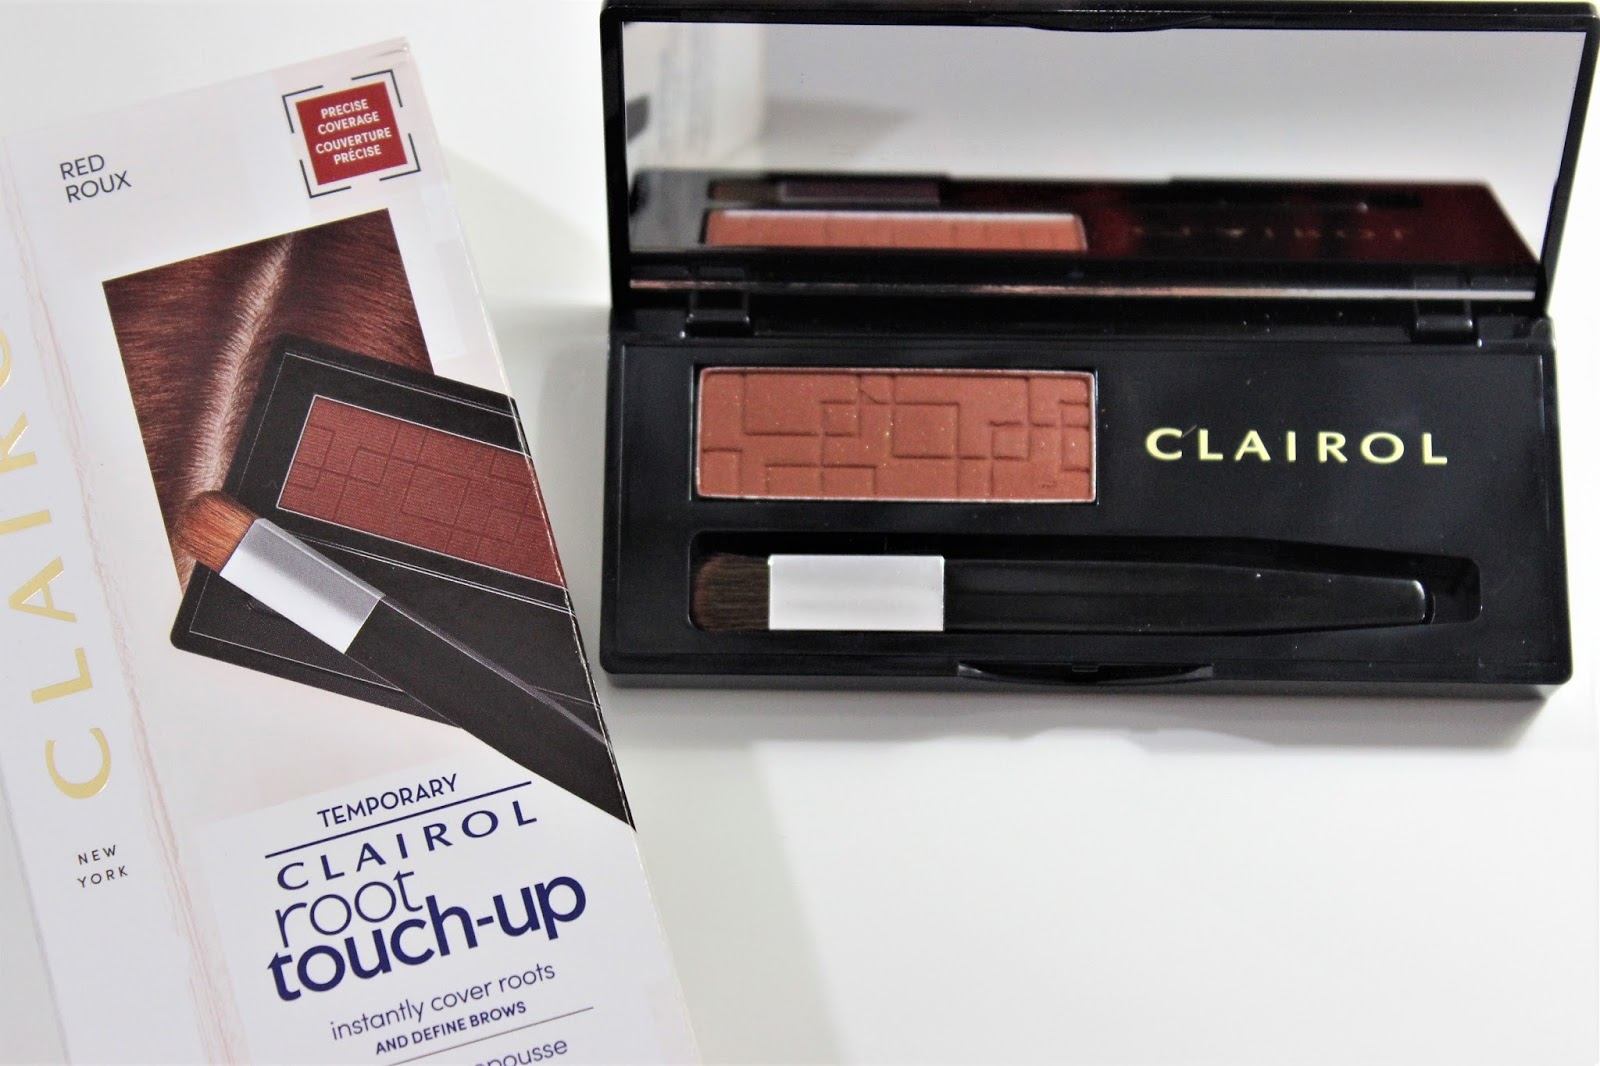 RED
ROUX
PRECISE
COVERAGE
COUVERTURE
PRÉCISE
CLAIRO
NEW
YORK
TEMPORARY
CLAIROL
root
touch-up
instantly cover roots
AND DEFINE BROWS
CLAIROL